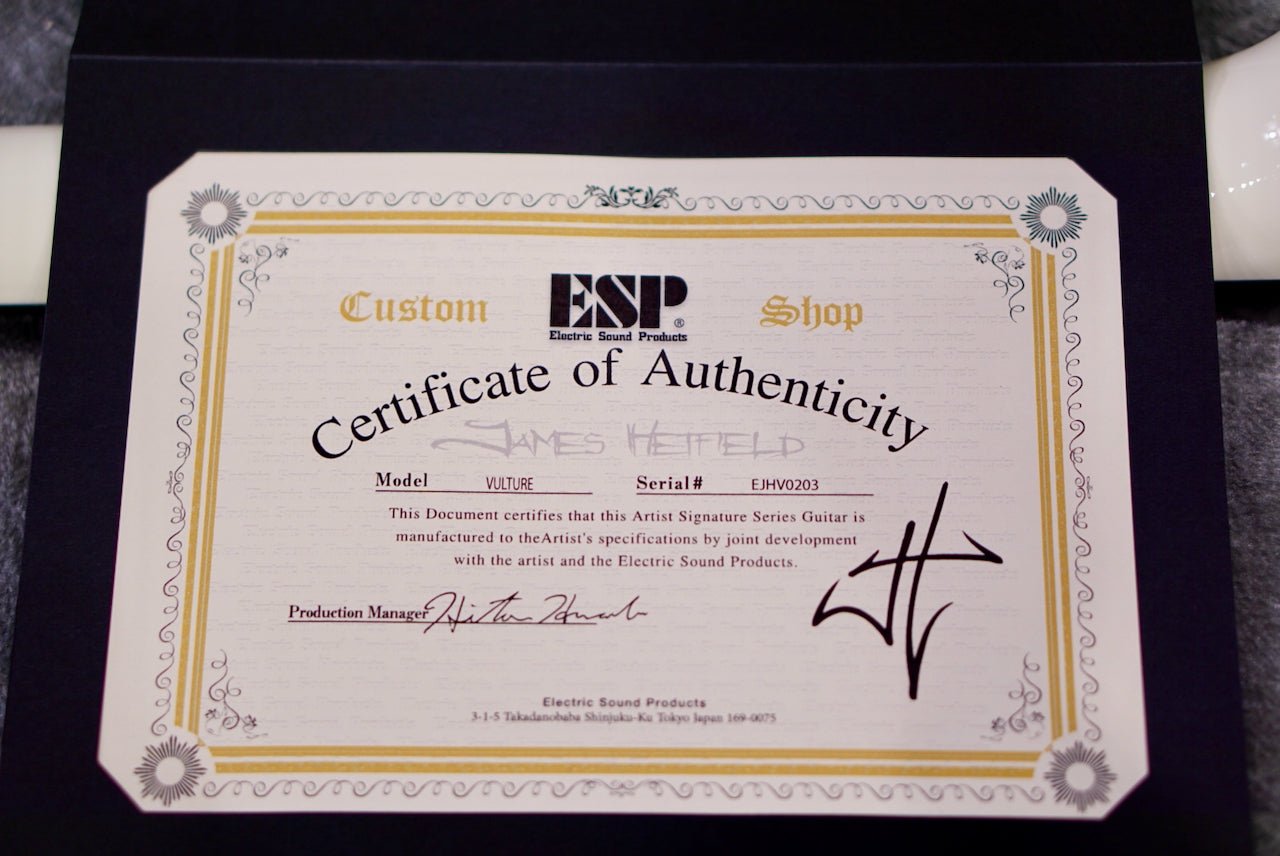 Custom ESP® Shop
Electric Sound Products
Certificate of Authenticity
JAMES HETFIELD
Model VULTURE Serial# EJHV0203
This Document certifies that this Artist Signature Series Guitar is
manufactured to theArtist's specifications by joint development
with the artist and the Electric Sound Products.
Production Manager
Electric Sound Products
3-1-5 Takadanobaba Shinjuku-Ku Tokyo Japan 169-0075